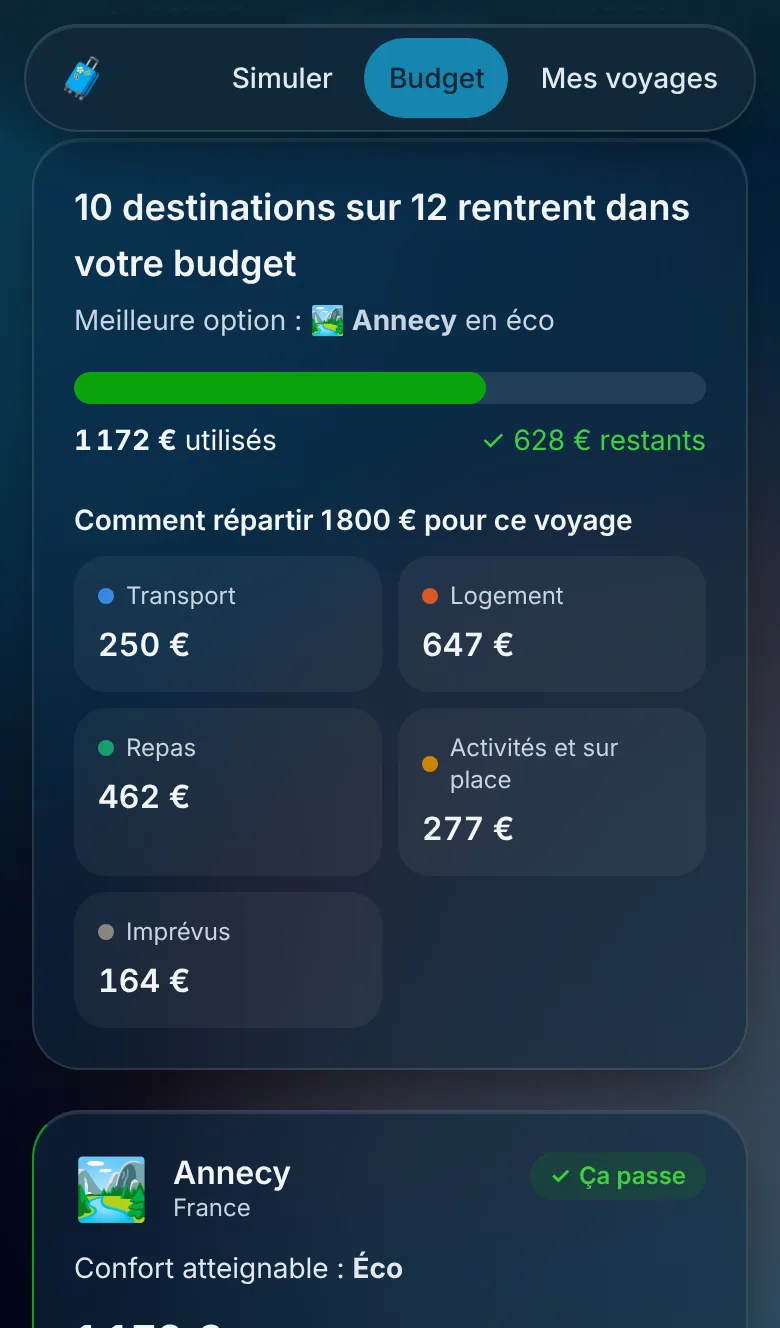 Simuler Budget Mes voyages
10 destinations sur 12 rentrent dans
votre budget
Meilleure option : Annecy en éco
1 172 € utilisés
✓ 628 € restants
Comment répartir 1800 € pour ce voyage
Transport
250 €
Logement
647 €
Repas
462 €
Activités et sur
place
277 €
Imprévus
164 €
Annecy
France
✓ Ça passe
Confort atteignable : Éco